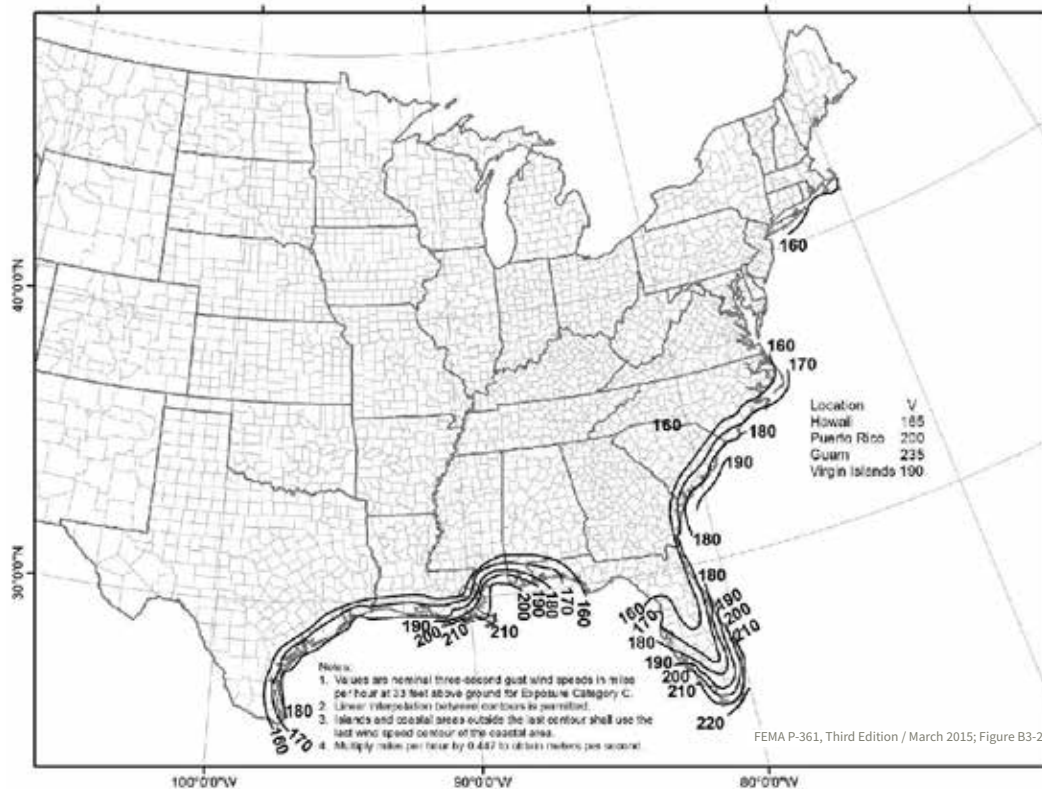 40°0'0"N
30°0'0"N
160
160
170
160
180
190
180
180
190
200
210
160
170
180
190
200
210
220
190
200
210
210
200
190
180
170
160
180
170
160
Location V
Hawaii 165
Puerto Rico 200
Guam 235
Virgin Islands 190
Notes:
1. Values are nominal three-second gust wind speeds in miles
per hour at 33 feet above ground for Exposure Category C.
2. Linear interpolation between contours is permitted.
3. Islands and coastal areas outside the last contour shall use the
last wind speed contour of the coastal area.
4. Multiply miles per hour by 0.447 to obtain meters per second.
FEMA P-361, Third Edition / March 2015; Figure B3-2
100°0'0"W
90°0'0"W
80°0'0"W